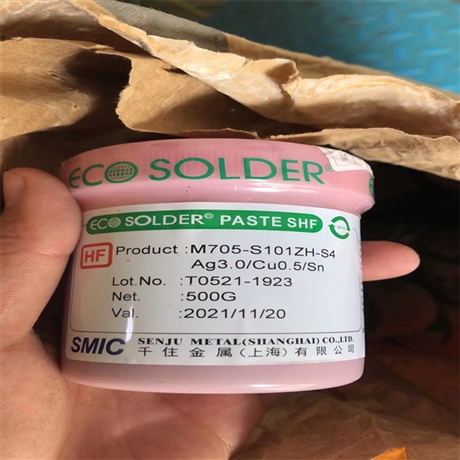 ECO SOLDER®
ECO SOLDER® PASTE SHF
HF Product : M705-S101ZH-S4
Ag3.0/Cu0.5/Sn
Lot.No. : T0521-1923
Net. : 500G
Val. : 2021/11/20
SMIC SENJU METAL(SHANGHAI) CO.,LTD.
千住金属(上海)有限公司